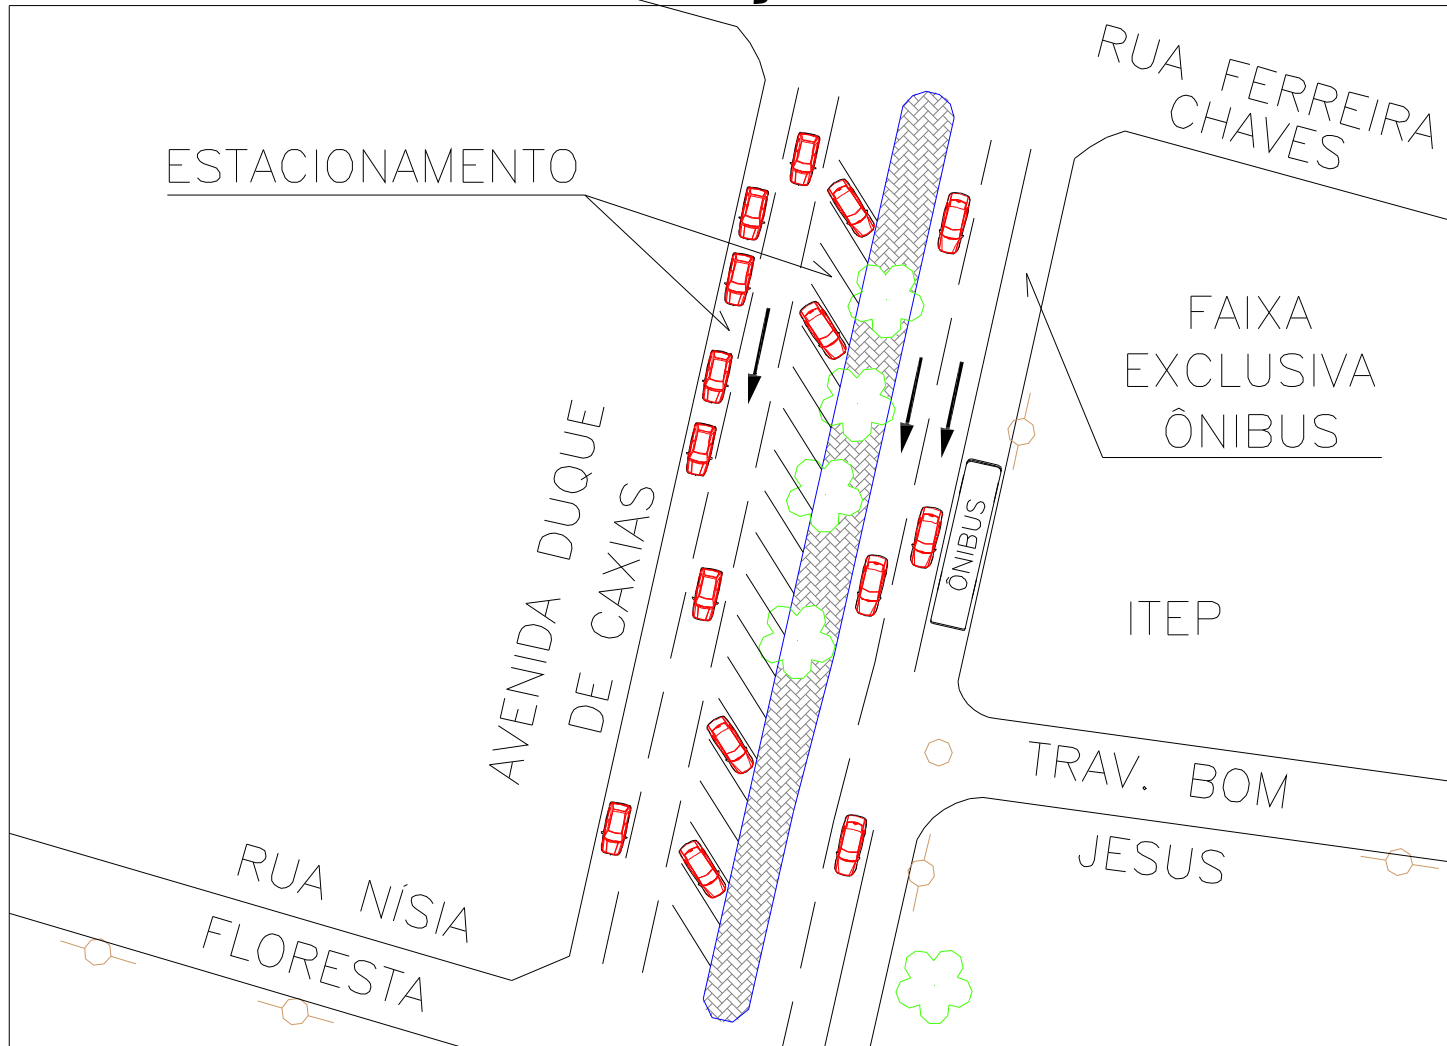 RUA FERREIRA
CHAVES
ESTACIONAMENTO
FAIXA
EXCLUSIVA
ÔNIBUS
AVENIDA DUQUE
DE CAXIAS
ÔNIBUS
ITEP
TRAV. BOM
JESUS
RUA NÍSIA
FLORESTA